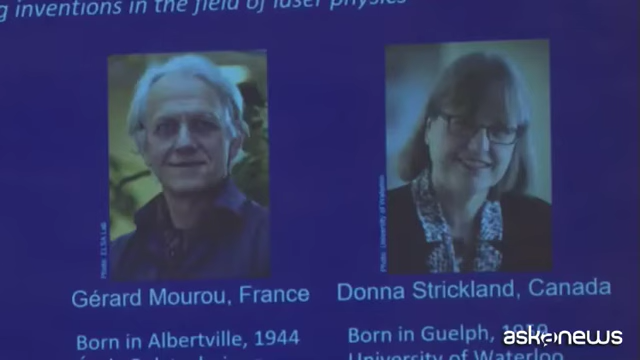 inventions in the field of laser physics
Gérard Mourou, France
Donna Strickland, Canada
Born in Albertville, 1944
Born in Guelph,
University of Waterloo
askanews